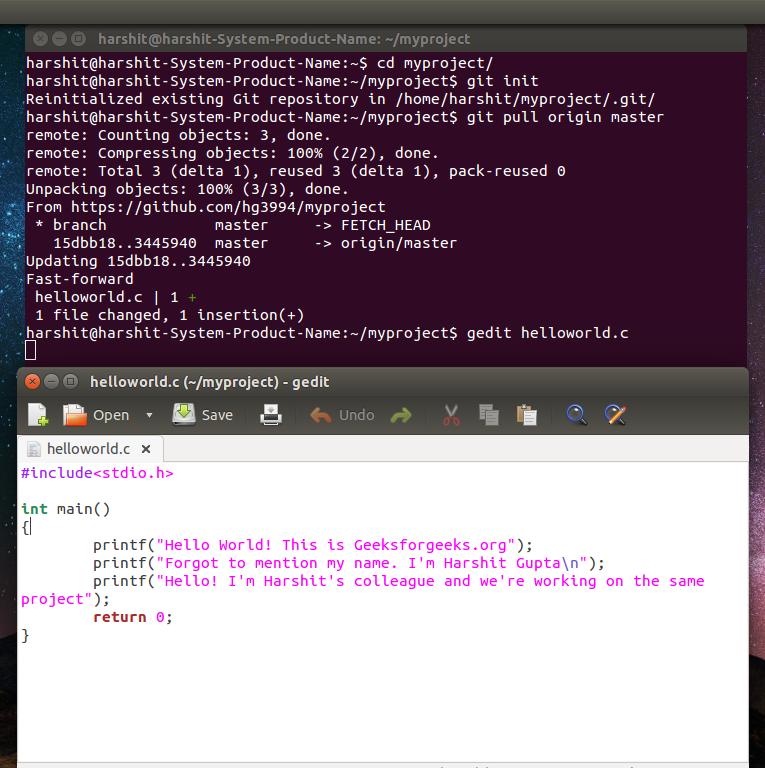 harshit@harshit-System-Product-Name: ~/myproject
harshit@harshit-System-Product-Name:~$ cd myproject/
harshit@harshit-System-Product-Name:~/myproject$ git init
Reinitialized existing Git repository in /home/harshit/myproject/.git/
harshit@harshit-System-Product-Name:~/myproject$ git pull origin master
remote: Counting objects: 3, done.
remote: Compressing objects: 100% (2/2), done.
remote: Total 3 (delta 1), reused 3 (delta 1), pack-reused 0
Unpacking objects: 100% (3/3), done.
From https://github.com/hg3994/myproject
 * branch            master     -> FETCH_HEAD
   15dbb18..3445940  master     -> origin/master
Updating 15dbb18..3445940
Fast-forward
 helloworld.c | 1 +
 1 file changed, 1 insertion(+)
harshit@harshit-System-Product-Name:~/myproject$ gedit helloworld.c
helloworld.c (~/myproject) - gedit
Open Save Undo
helloworld.c
#include<stdio.h>
int main()
{
        printf("Hello World! This is Geeksforgeeks.org");
        printf("Forgot to mention my name. I'm Harshit Gupta\n");
        printf("Hello! I'm Harshit's colleague and we're working on the same
project");
        return 0;
}